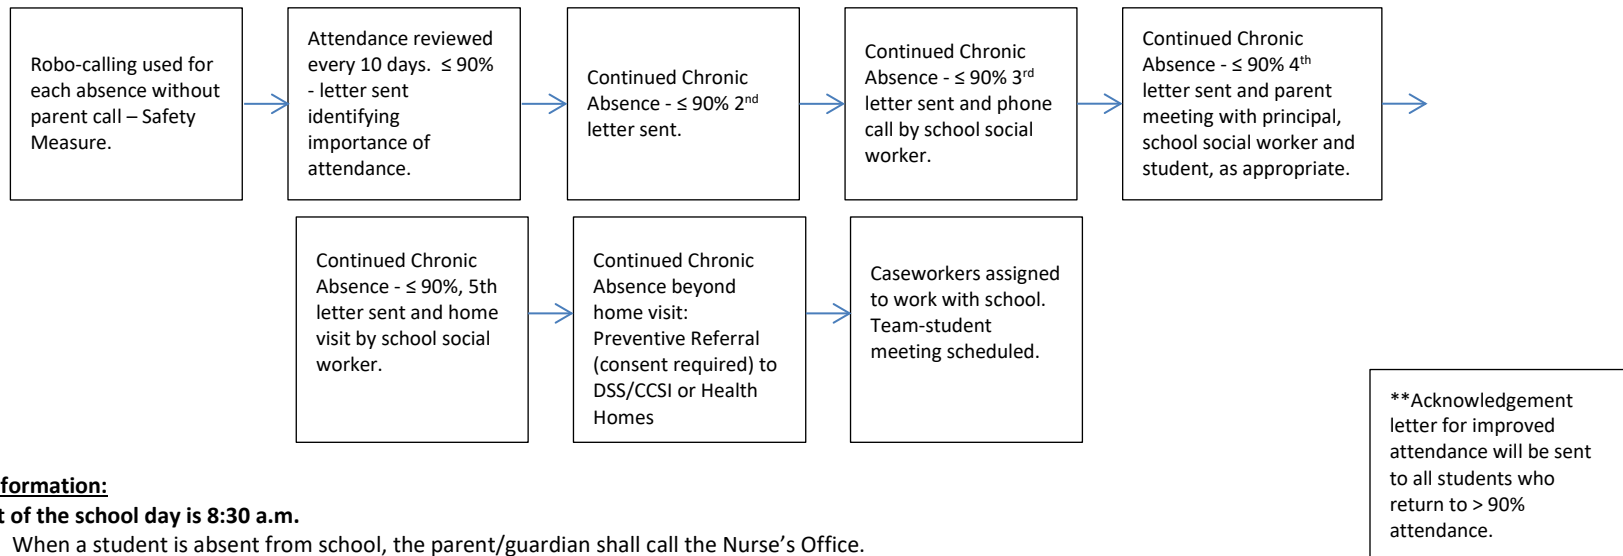 Robo-calling used for
each absence without
parent call – Safety
Measure.
Attendance reviewed
every 10 days.  ≤ 90%
- letter sent
identifying
importance of
attendance.
Continued Chronic
Absence - ≤ 90% 2nd
letter sent.
Continued Chronic
Absence - ≤ 90% 3rd
letter sent and phone
call by school social
worker.
Continued Chronic
Absence - ≤ 90% 4th
letter sent and parent
meeting with principal,
school social worker and
student, as appropriate.
Continued Chronic
Absence - ≤ 90%, 5th
letter sent and home
visit by school social
worker.
Continued Chronic
Absence beyond
home visit:
Preventive Referral
(consent required) to
DSS/CCSI or Health
Homes
Caseworkers assigned
to work with school.
Team-student
meeting scheduled.
**Acknowledgement
letter for improved
attendance will be sent
to all students who
return to > 90%
attendance.
formation:
t of the school day is 8:30 a.m.
When a student is absent from school, the parent/guardian shall call the Nurse’s Office.